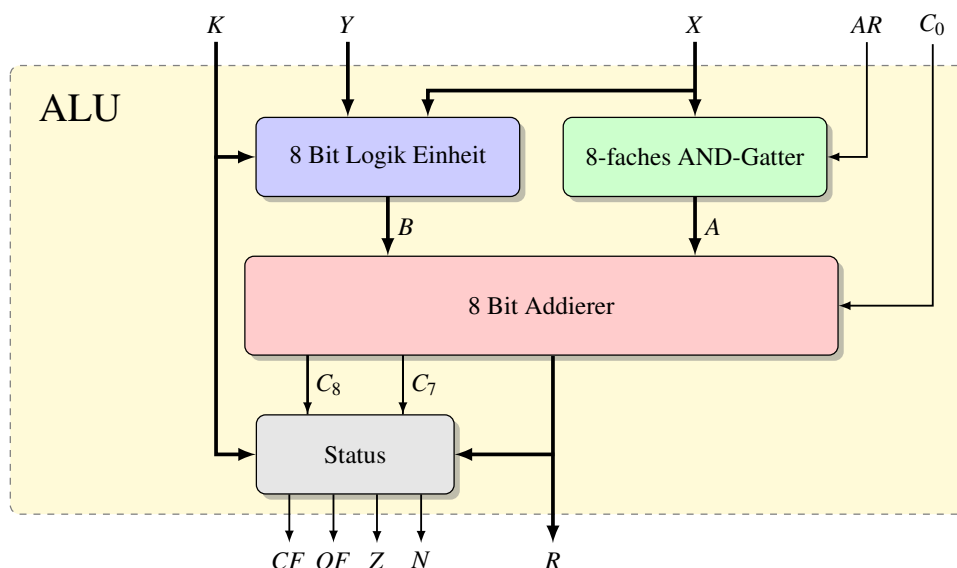 K Y X AR C₀
ALU
8 Bit Logik Einheit 8-faches AND-Gatter
B A
8 Bit Addierer
C₈ C₇
Status
CF OF Z N R